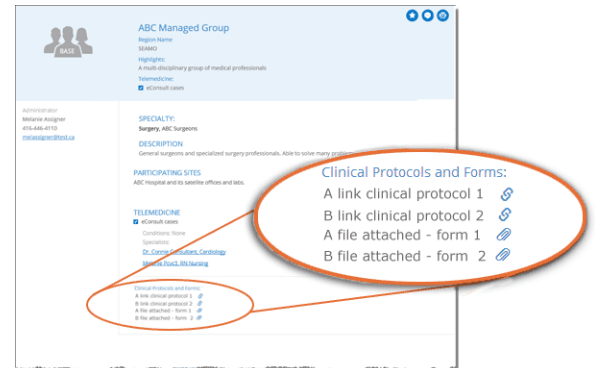 BASE
ABC Managed Group
Region Name
SEAMO
Highlights:
A multi-disciplinary group of medical professionals
Telemedicine:
eConsult cases
Administrator
Melanie Assigner
416-446-4110
melassigner@test.ca
SPECIALTY:
Surgery, ABC Surgeons
DESCRIPTION
General surgeons and specialized surgery professionals. Able to solve many
PARTICIPATING SITES
ABC Hospital and its satellite offices and labs.
TELEMEDICINE
eConsult cases
Conditions: None
Specialists:
Dr. Connie Consultant, Cardiology
Clinical Protocols and Forms:
A link clinical protocol 1
B link clinical protocol 2
A file attached - form 1
B file attached - form 2
Clinical Protocols and Forms:
A link clinical protocol 1
B link clinical protocol 2
A file attached - form 1
B file attached - form 2